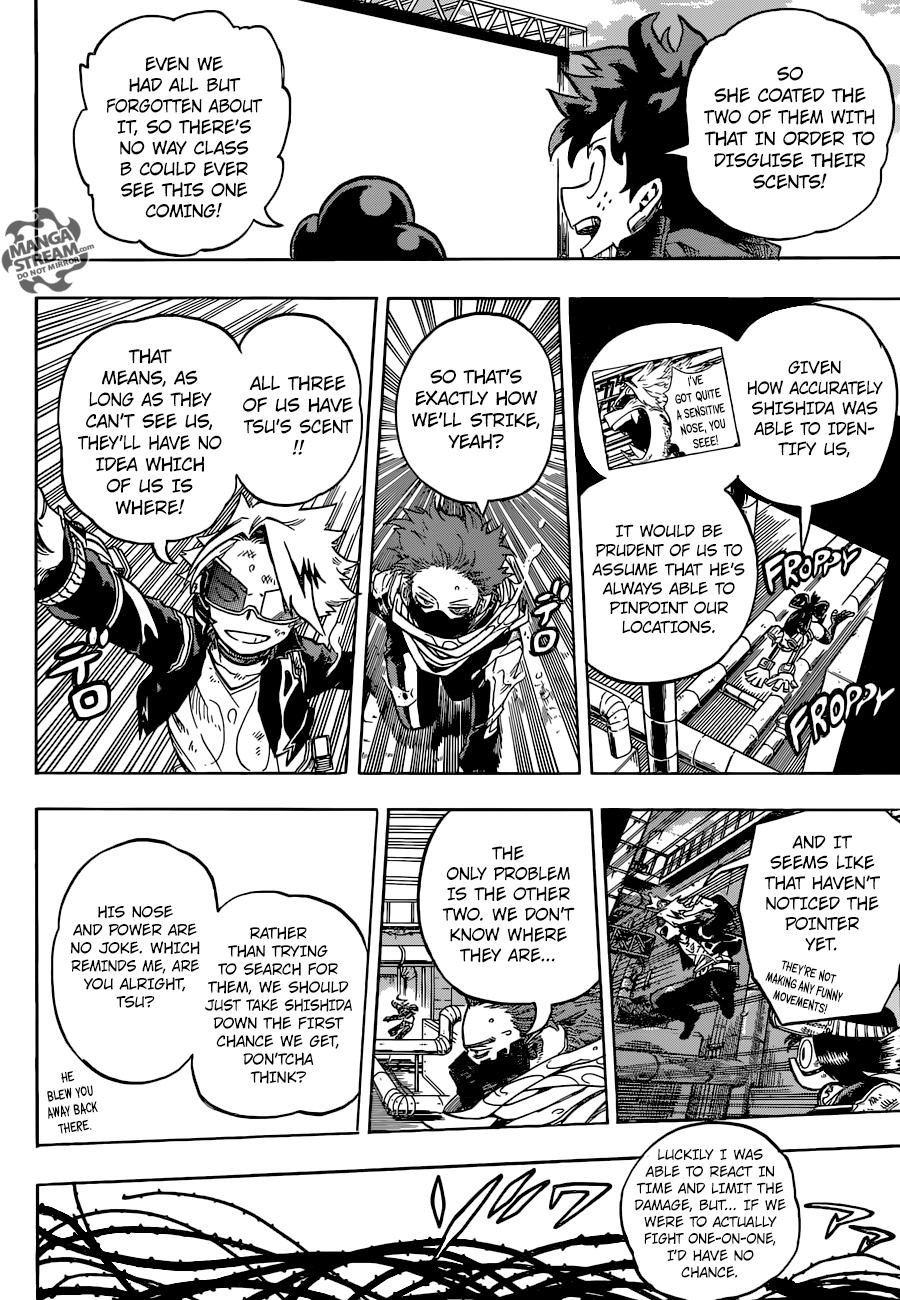 SO
SHE COATED THE
TWO OF THEM WITH
THAT IN ORDER TO
DISGUISE THEIR
SCENTS!
EVEN WE
HAD ALL BUT
FORGOTTEN ABOUT
IT, SO THERE'S
NO WAY CLASS
B COULD EVER
SEE THIS ONE
COMING!
MANGA
STREAM.com
DO NOT MIRROR
GIVEN
HOW ACCURATELY
SHISHIDA WAS
ABLE TO IDEN-
TIFY US,
I'VE
GOT QUITE
A SENSITIVE
NOSE, YOU
SEEE!
IT WOULD BE
PRUDENT OF US TO
ASSUME THAT HE'S
ALWAYS ABLE TO
PINPOINT OUR
LOCATIONS.
FROPPY
FROPPY
SO THAT'S
EXACTLY HOW
WE'LL STRIKE,
YEAH?
デロ
ALL THREE
OF US HAVE
TSU'S SCENT
!!
THAT
MEANS, AS
LONG AS THEY
CAN'T SEE US,
THEY'LL HAVE NO
IDEA WHICH
OF US IS
WHERE!
デロ
AND IT
SEEMS LIKE
THAT HAVEN'T
NOTICED THE
POINTER
YET.
THEY'RE NOT
MAKING ANY FUNNY
MOVEMENTS!
THE
ONLY PROBLEM
IS THE OTHER
TWO. WE DON'T
KNOW WHERE
THEY ARE...
RATHER
THAN TRYING
TO SEARCH FOR
THEM, WE SHOULD
JUST TAKE SHISHIDA
DOWN THE FIRST
CHANCE WE GET,
DON'TCHA
THINK?
HIS NOSE
AND POWER ARE
NO JOKE. WHICH
REMINDS ME, ARE
YOU ALRIGHT,
TSU?
HE
BLEW YOU
AWAY BACK
THERE.
LUCKILY I WAS
ABLE TO REACT IN
TIME AND LIMIT THE
DAMAGE, BUT... IF WE
WERE TO ACTUALLY
FIGHT ONE-ON-ONE,
I'D HAVE NO
CHANCE.